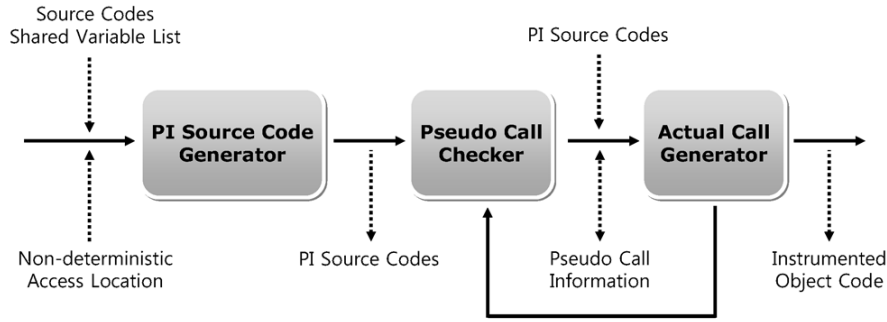 Source Codes
Shared Variable List
PI Source Codes
PI Source Code
Generator
Pseudo Call
Checker
Actual Call
Generator
Non-deterministic
Access Location
PI Source Codes
Pseudo Call
Information
Instrumented
Object Code